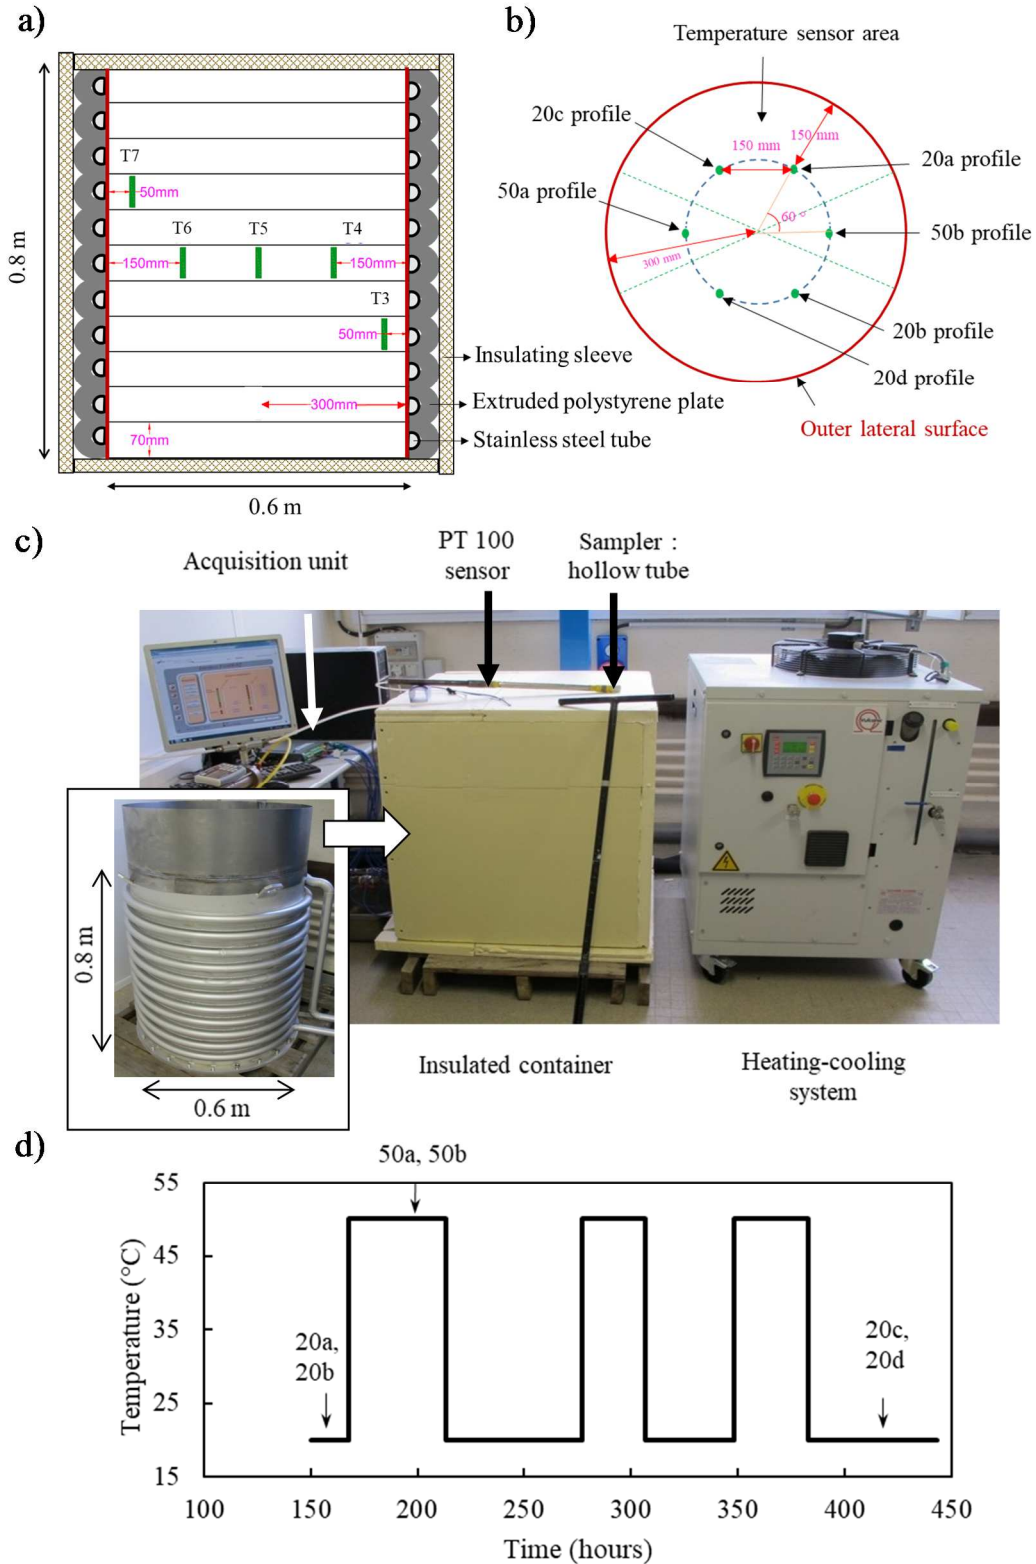 a)
T7
50mm
T6
T5
T4
150mm
150mm
T3
50mm
300mm
70mm
0.8 m
0.6 m
Insulating sleeve
Extruded polystyrene plate
Stainless steel tube
b)
Temperature sensor area
20c profile
150 mm
150 mm
20a profile
50a profile
60 °
50b profile
300 mm
20b profile
20d profile
Outer lateral surface
c)
Acquisition unit
PT 100
sensor
Sampler :
hollow tube
0.8 m
0.6 m
Insulated container
Heating-cooling
system
d)
50a, 50b
55
45
35
25
15
20a,
20b
20c,
20d
Temperature (°C)
100
150
200
250
300
350
400
450
Time (hours)